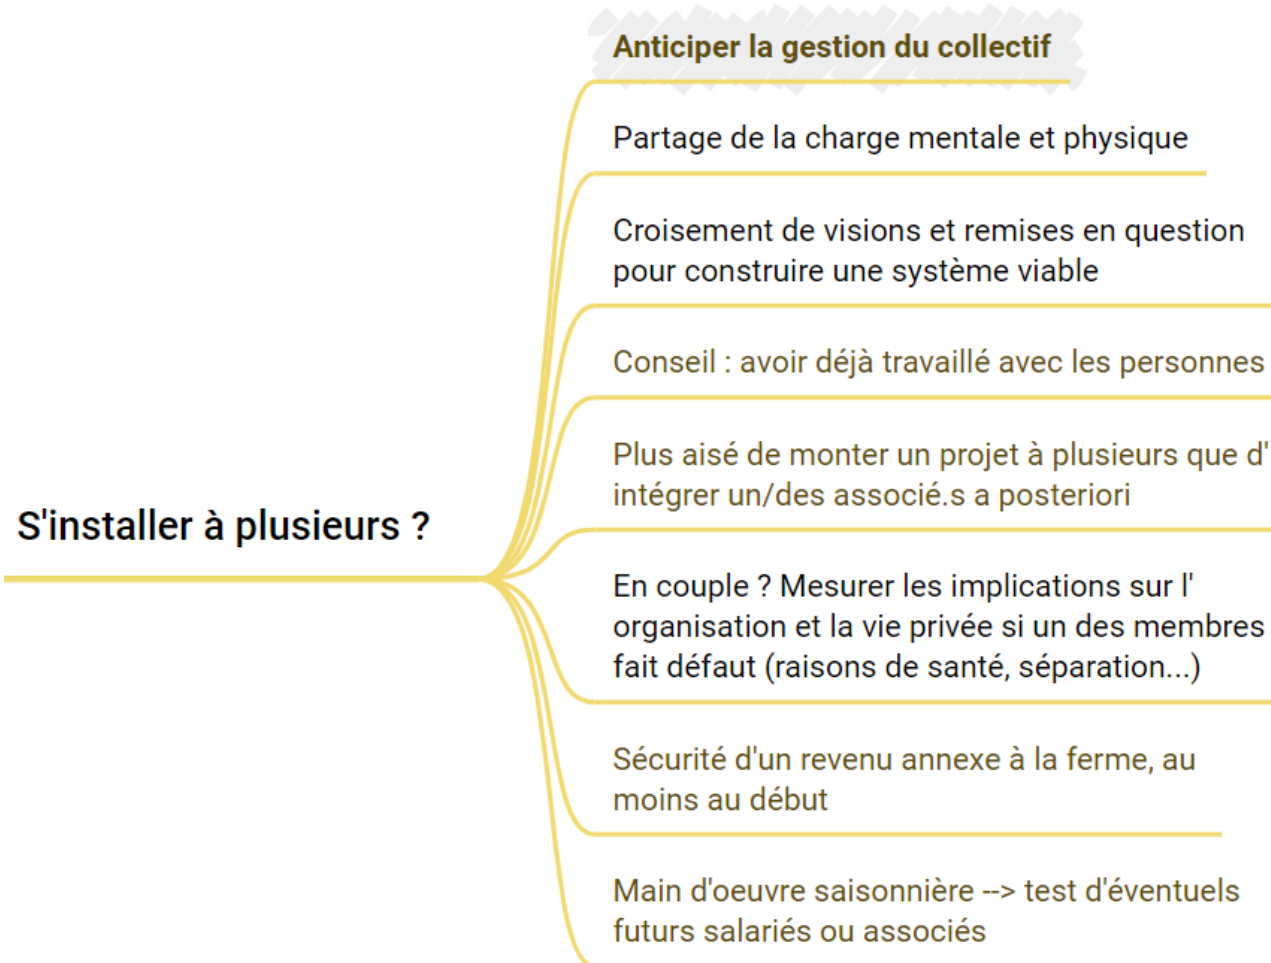 Anticiper la gestion du collectif
Partage de la charge mentale et physique
Croisement de visions et remises en question
pour construire une système viable
Conseil : avoir déjà travaillé avec les personnes
Plus aisé de monter un projet à plusieurs que d'
intégrer un/des associé.s a posteriori
S'installer à plusieurs ?
En couple ? Mesurer les implications sur l'
organisation et la vie privée si un des membres
fait défaut (raisons de santé, séparation...)
Sécurité d'un revenu annexe à la ferme, au
moins au début
Main d'oeuvre saisonnière --> test d'éventuels
futurs salariés ou associés